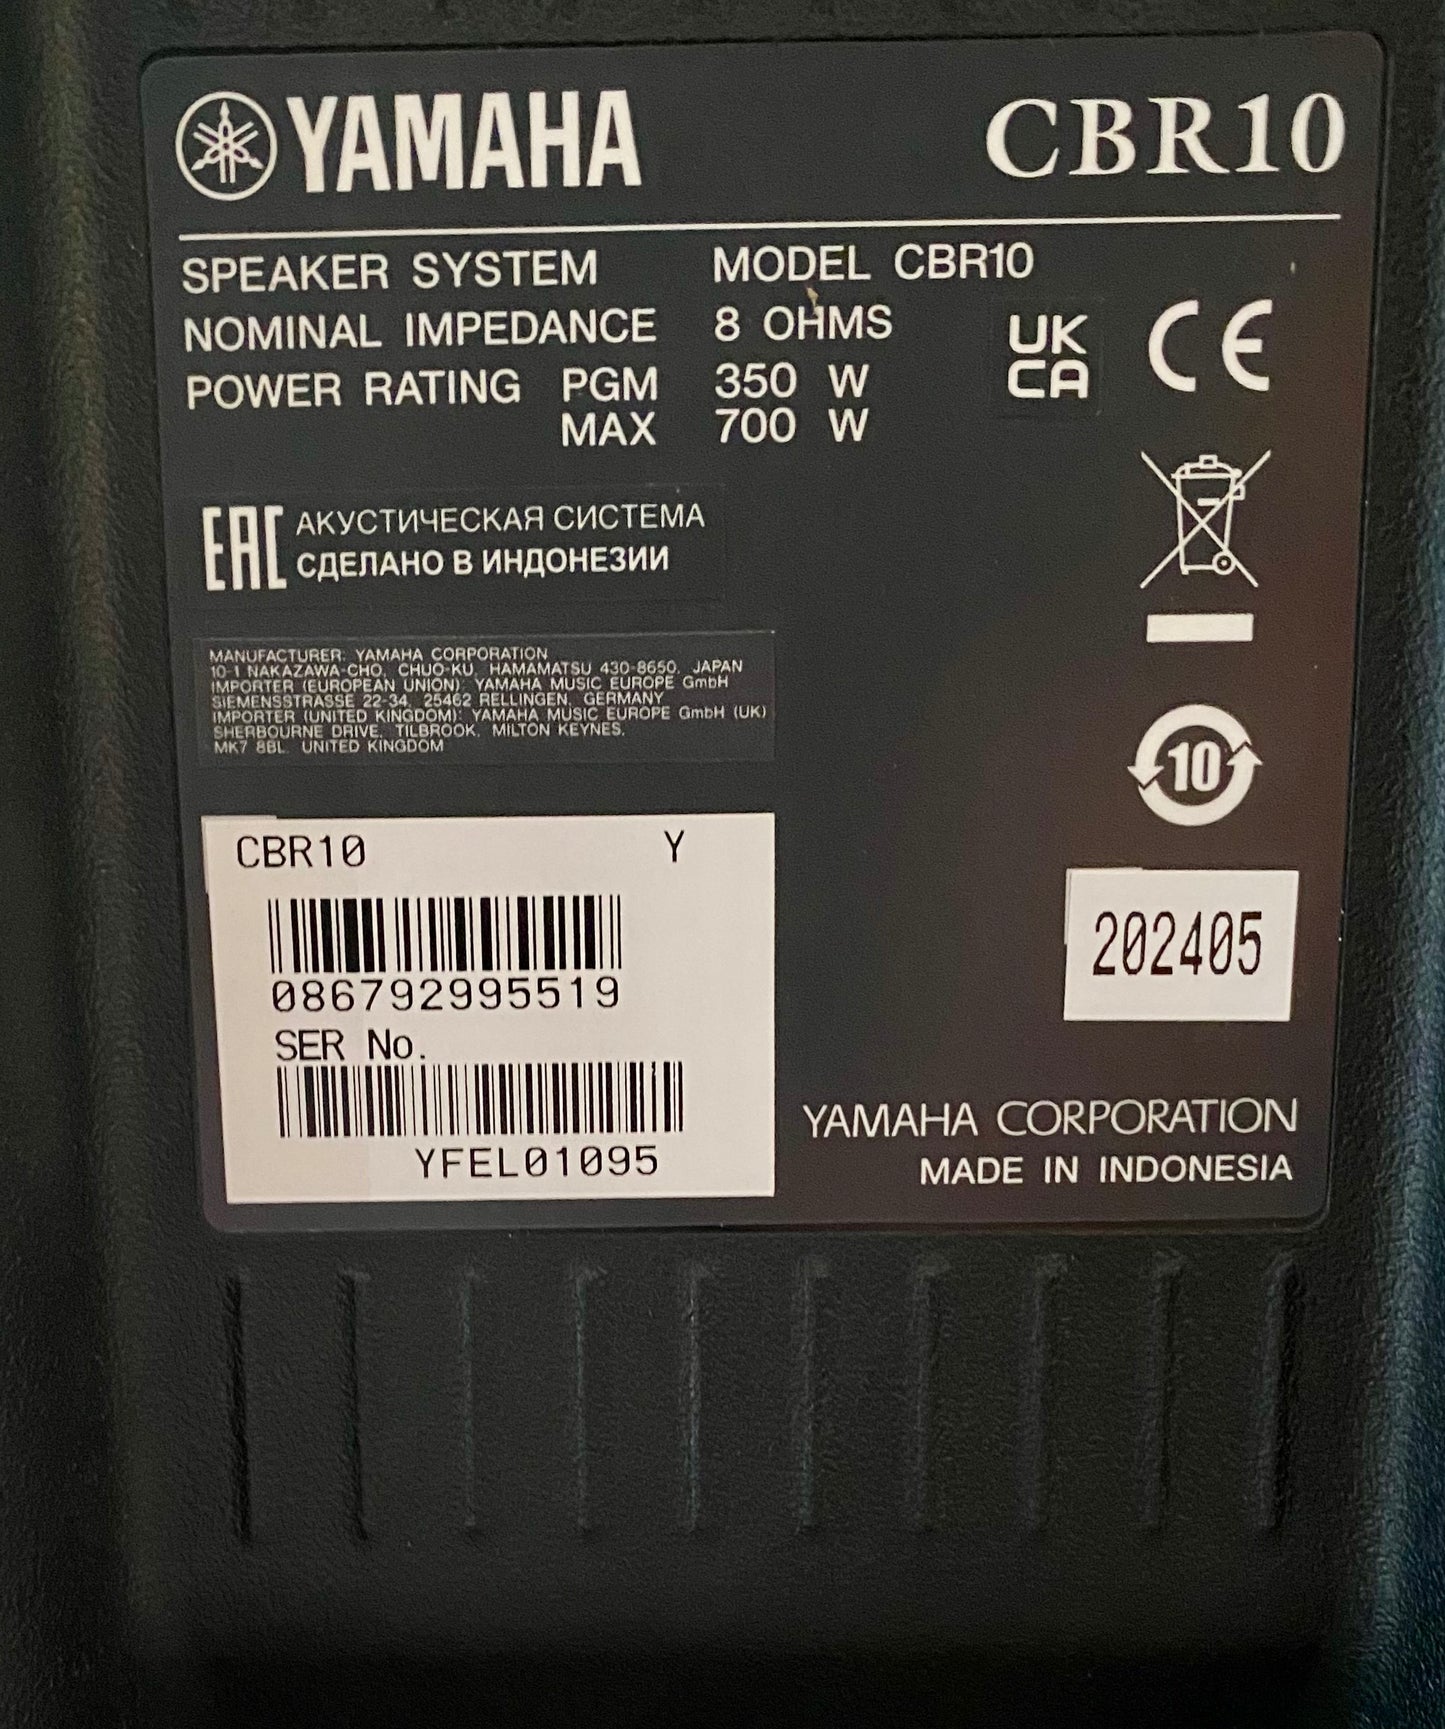 YAMAHA CBR10
SPEAKER SYSTEM MODEL CBR10
NOMINAL IMPEDANCE 8 OHMS
POWER RATING PGM 350 W
MAX 700 W
UK
CA
CE
EAC АКУСТИЧЕСКАЯ СИСТЕМА
СДЕЛАНО В ИНДОНЕЗИИ
MANUFACTURER: YAMAHA CORPORATION
10-1 NAKAZAWA-CHO, CHUO-KU, HAMAMATSU 430-8650, JAPAN
IMPORTER (EUROPEAN UNION): YAMAHA MUSIC EUROPE GmbH
SIEMENSSTRASSE 22-34, 25462 RELLINGEN, GERMANY
IMPORTER (UNITED KINGDOM): YAMAHA MUSIC EUROPE GmbH (UK)
SHERBOURNE DRIVE, TILBROOK, MILTON KEYNES,
MK7 8BL, UNITED KINGDOM
10
CBR10 Y
086792995519
SER No.
YFEL01095
202405
YAMAHA CORPORATION
MADE IN INDONESIA